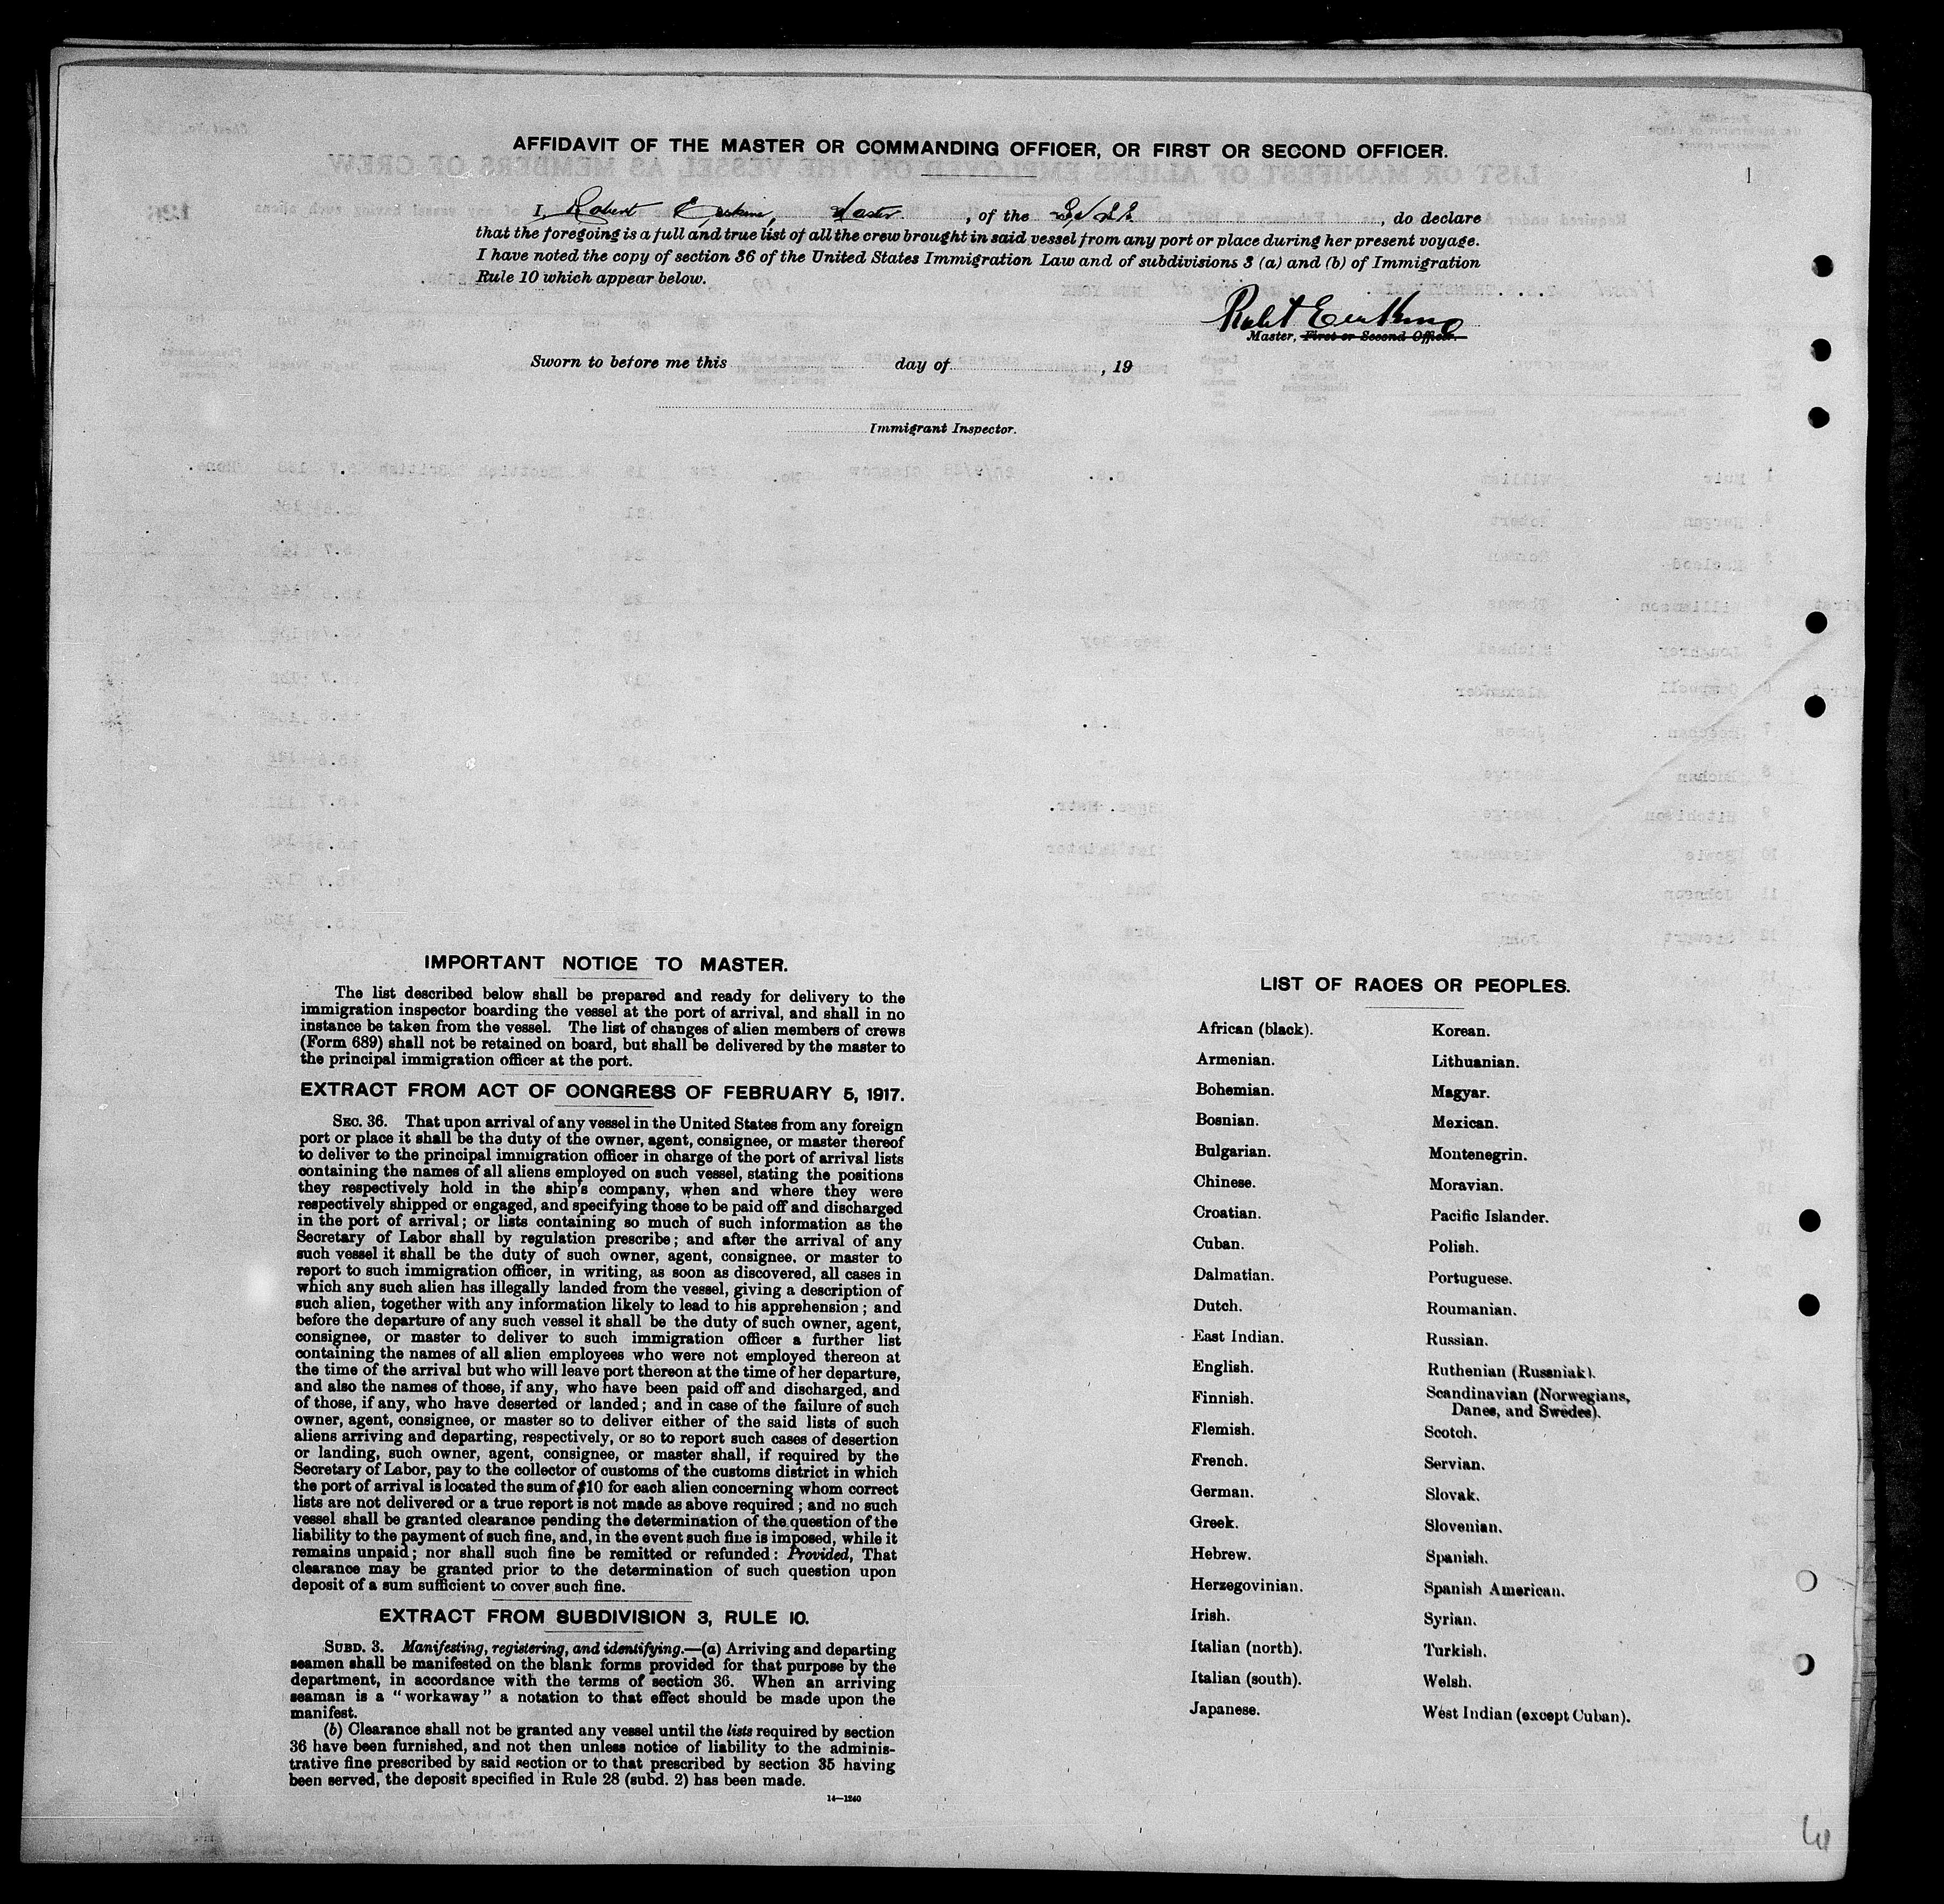 AFFIDAVIT OF THE MASTER OR COMMANDING OFFICER, OR FIRST OR SECOND OFFICER.
I, Robert Erskine, Master, of the , do declare
that the foregoing is a full and true list of all the crew brought in said vessel from any port or place during her present voyage.
I have noted the copy of section 36 of the United States Immigration Law and of subdivisions 3 (a) and (b) of Immigration
Rule 10 which appear below.
Robert Erskine
Master, First or Second Officer.
Sworn to before me this day of , 19
Immigrant Inspector.
IMPORTANT NOTICE TO MASTER.
The list described below shall be prepared and ready for delivery to the
immigration inspector boarding the vessel at the port of arrival, and shall in no
instance be taken from the vessel. The list of changes of alien members of crews
(Form 689) shall not be retained on board, but shall be delivered by the master to
the principal immigration officer at the port.
EXTRACT FROM ACT OF CONGRESS OF FEBRUARY 5, 1917.
SEC. 36. That upon arrival of any vessel in the United States from any foreign
port or place it shall be the duty of the owner, agent, consignee, or master thereof
to deliver to the principal immigration officer in charge of the port of arrival lists
containing the names of all aliens employed on such vessel, stating the positions
they respectively hold in the ship's company, when and where they were
respectively shipped or engaged, and specifying those to be paid off and discharged
in the port of arrival; or lists containing so much of such information as the
Secretary of Labor shall by regulation prescribe; and after the arrival of any
such vessel it shall be the duty of such owner, agent, consignee, or master to
report to such immigration officer, in writing, as soon as discovered, all cases in
which any such alien has illegally landed from the vessel, giving a description of
such alien, together with any information likely to lead to his apprehension; and
before the departure of any such vessel it shall be the duty of such owner, agent,
consignee, or master to deliver to such immigration officer a further list
containing the names of all alien employees who were not employed thereon at
the time of the arrival but who will leave port thereon at the time of her departure,
and also the names of those, if any, who have been paid off and discharged, and
of those, if any, who have deserted or landed; and in case of the failure of such
owner, agent, consignee, or master so to deliver either of the said lists of such
aliens arriving and departing, respectively, or so to report such cases of desertion
or landing, such owner, agent, consignee, or master shall, if required by the
Secretary of Labor, pay to the collector of customs of the customs district in which
the port of arrival is located the sum of $10 for each alien concerning whom correct
lists are not delivered or a true report is not made as above required; and no such
vessel shall be granted clearance pending the determination of the question of the
liability to the payment of such fine, and, in the event such fine is imposed, while it
remains unpaid; nor shall such fine be remitted or refunded: Provided, That
clearance may be granted prior to the determination of such question upon
deposit of a sum sufficient to cover such fine.
EXTRACT FROM SUBDIVISION 3, RULE 10.
SUBD. 3. Manifesting, registering, and identifying.—(a) Arriving and departing
seamen shall be manifested on the blank forms provided for that purpose by the
department, in accordance with the terms of section 36. When an arriving
seaman is a "workaway" a notation to that effect should be made upon the
manifest.
(b) Clearance shall not be granted any vessel until the lists required by section
36 have been furnished, and not then unless notice of liability to the adminis-
trative fine prescribed by said section or to that prescribed by section 35 having
been served, the deposit specified in Rule 28 (subd. 2) has been made.
14—1240
LIST OF RACES OR PEOPLES.
African (black).
Armenian.
Bohemian.
Bosnian.
Bulgarian.
Chinese.
Croatian.
Cuban.
Dalmatian.
Dutch.
East Indian.
English.
Finnish.
Flemish.
French.
German.
Greek.
Hebrew.
Herzegovinian.
Irish.
Italian (north).
Italian (south).
Japanese.
Korean.
Lithuanian.
Magyar.
Mexican.
Montenegrin.
Moravian.
Pacific Islander.
Polish.
Portuguese.
Roumanian.
Russian.
Ruthenian (Russniak).
Scandinavian (Norwegians,
Danes, and Swedes).
Scotch.
Servian.
Slovak.
Slovenian.
Spanish.
Spanish American.
Syrian.
Turkish.
Welsh.
West Indian (except Cuban).